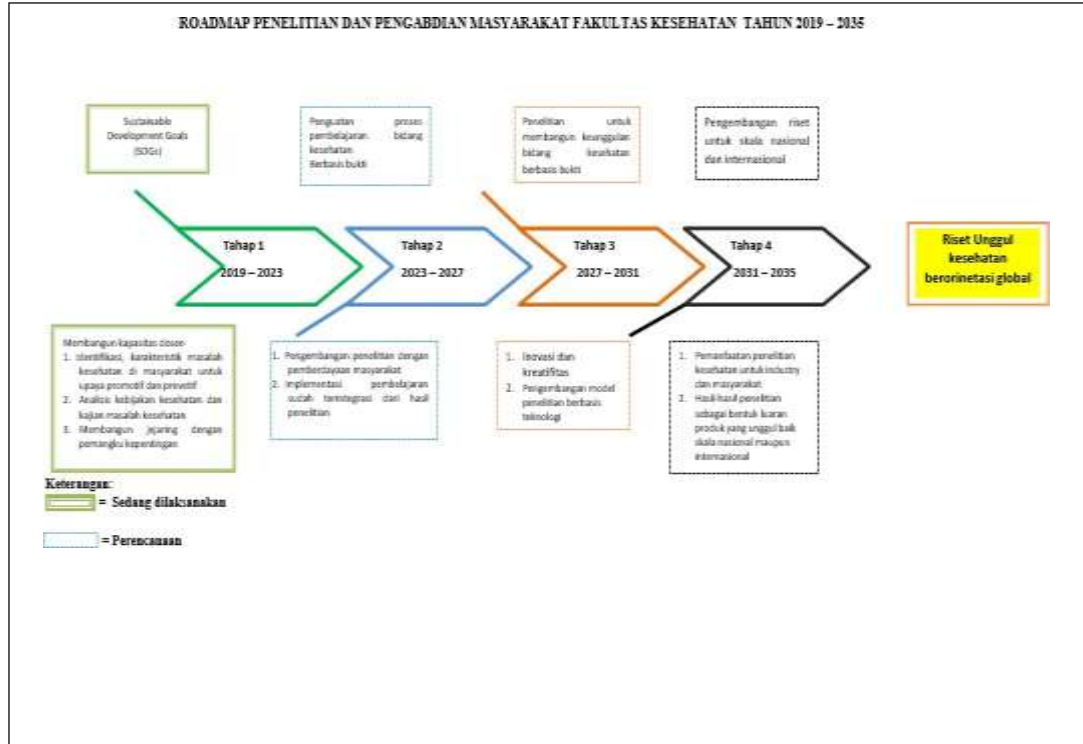 ROADMAP PENELITIAN DAN PENGABDIAN MASYARAKAT FAKULTAS KESEHATAN TAHUN 2019 – 2035
Sustainable
Development Goals
(SDGs)
Penguatan proses
pembelajaran bidang
kesehatan
Berbasis bukti
Penelitian untuk
membangun keunggulan
bidang kesehatan
berbasis bukti
Pengembangan riset
untuk skala nasional
dan internasional
Tahap 1
2019 – 2023
Tahap 2
2023 – 2027
Tahap 3
2027 – 2031
Tahap 4
2031 – 2035
Riset Unggul
kesehatan
berorinetasi global
Membangun kapasitas dosen
1. Identifikasi, karakteristik masalah
kesehatan di masyarakat untuk
upaya promotif dan prevetif
2. Analisis kebijakan kesehatan dan
kajian masalah kesehatan
3. Membangun jejaring dengan
pemangku kepentingan
1. Pengembangan penelitian dengan
pemberdayaan masyarakat
2. Implementasi pembelajaran
sudah terintegrasi dari hasil
penelitian
1. Inovasi dan
kreatifitas
2. Pengembangan model
penelitian berbasis
teknologi
1. Pemanfaatan penelitian
kesehatan untuk industry
dan masyarakat
2. Hasil-hasil penelitian
sebagai bentuk luaran
produk yang unggul baik
skala nasional maupun
internasional
Keterangan:
= Sedang dilaksanakan
= Perencanaan